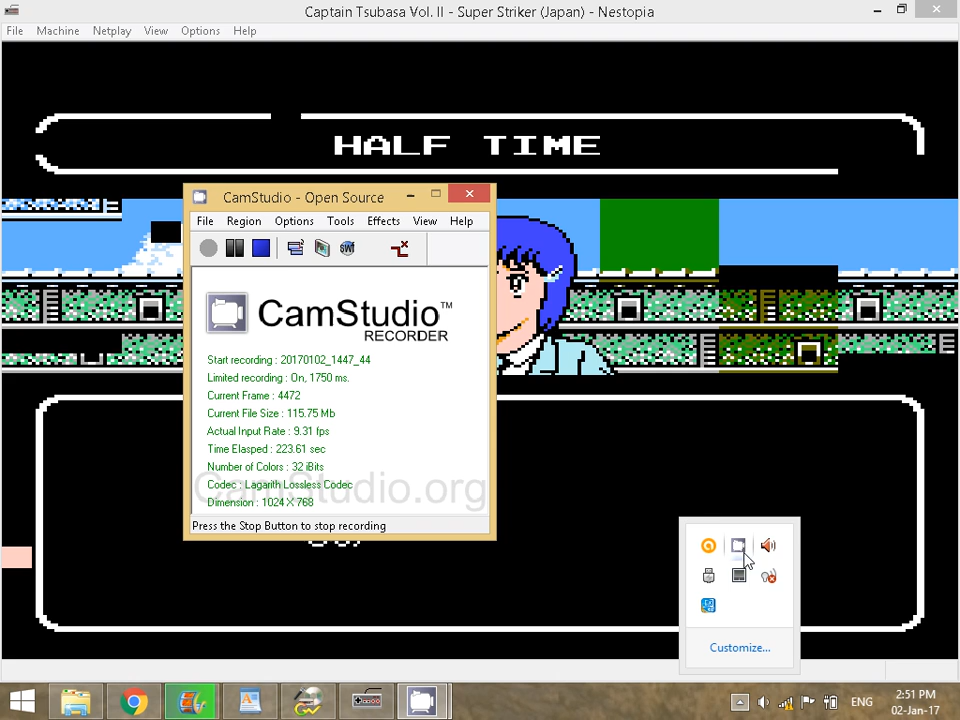 Captain Tsubasa Vol. II - Super Striker (Japan) - Nestopia
File Machine Netplay View Options Help
HALF TIME
CamStudio - Open Source
File Region Options Tools Effects View Help
CamStudio™
RECORDER
Start recording : 20170102_1447_44
Limited recording : On, 1750 ms.
Current Frame : 4472
Current File Size : 115.75 Mb
Actual Input Rate : 9.31 fps
Time Elasped : 223.61 sec
Number of Colors : 32 iBits
Codec : Lagarith Lossless Codec
Dimension : 1024 X 768
CamStudio.org
Press the Stop Button to stop recording
Customize...
ENG
2:51 PM
02-Jan-17